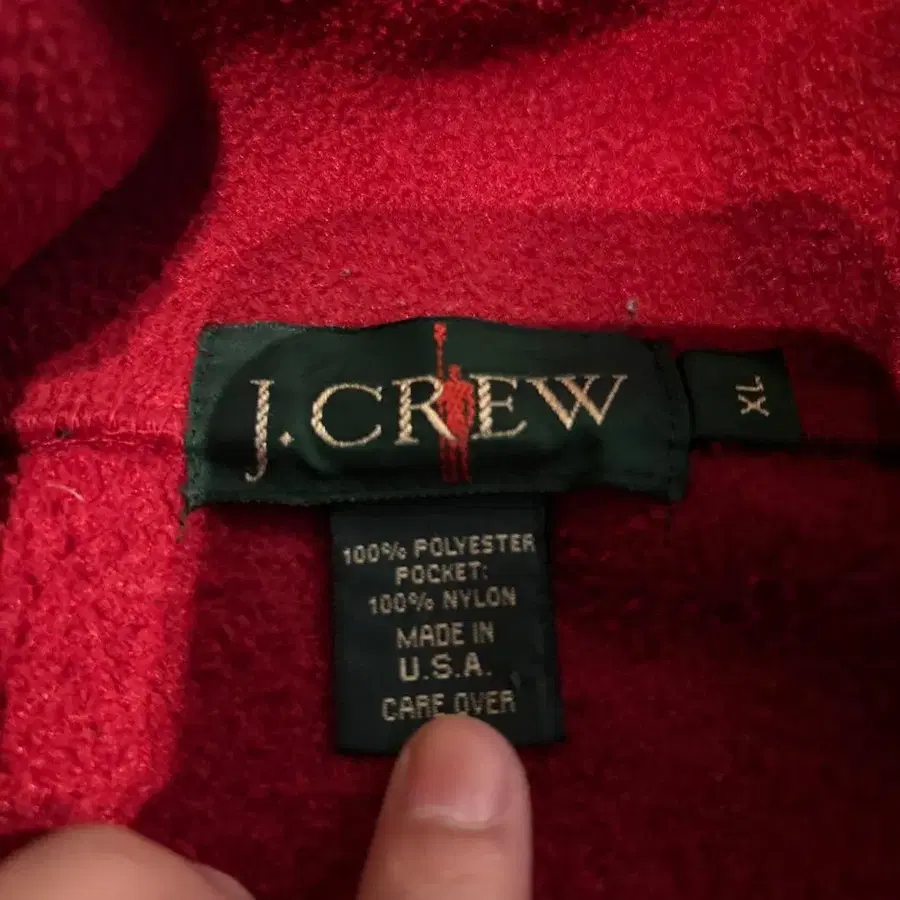 J.CREW
XL
100% POLYESTER
POCKET:
100% NYLON
MADE IN
U.S.A.
CARE OVER